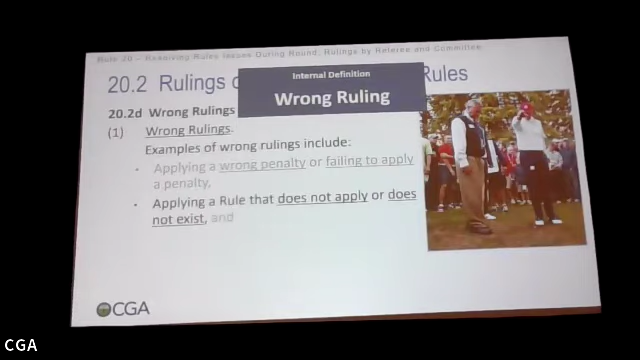 Rule 20 – Resolving Rules Issues During Round; Rulings by Referee and Committee
20.2 Rulings
Rules
Internal Definition
Wrong Ruling
20.2d Wrong Rulings
(1) Wrong Rulings.
Examples of wrong rulings include:
• Applying a wrong penalty or failing to apply
a penalty,
• Applying a Rule that does not apply or does
not exist, and
CGA
CGA